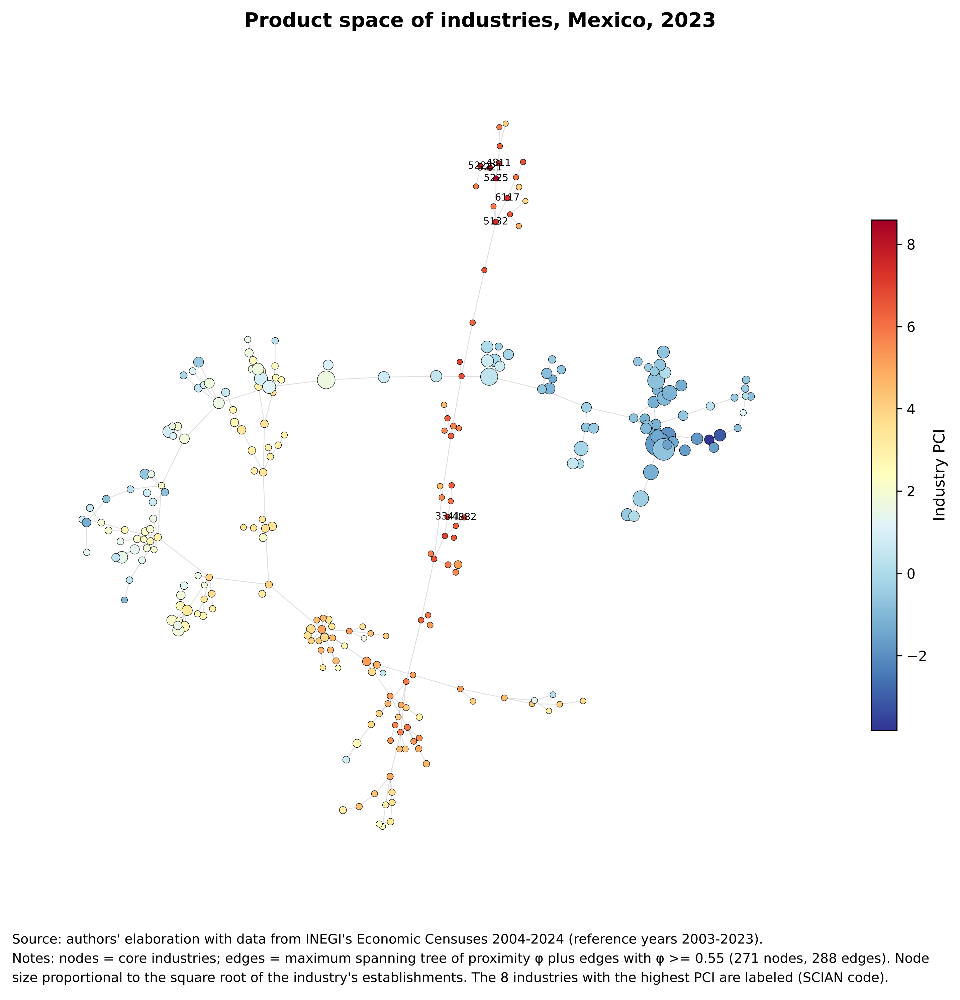 Product space of industries, Mexico, 2023
4811
5221
5225
6117
5132
3341
4882
8
6
4
2
0
−2
Industry PCI
Source: authors' elaboration with data from INEGI's Economic Censuses 2004-2024 (reference years 2003-2023).
Notes: nodes = core industries; edges = maximum spanning tree of proximity φ plus edges with φ >= 0.55 (271 nodes, 288 edges). Node
size proportional to the square root of the industry's establishments. The 8 industries with the highest PCI are labeled (SCIAN code).